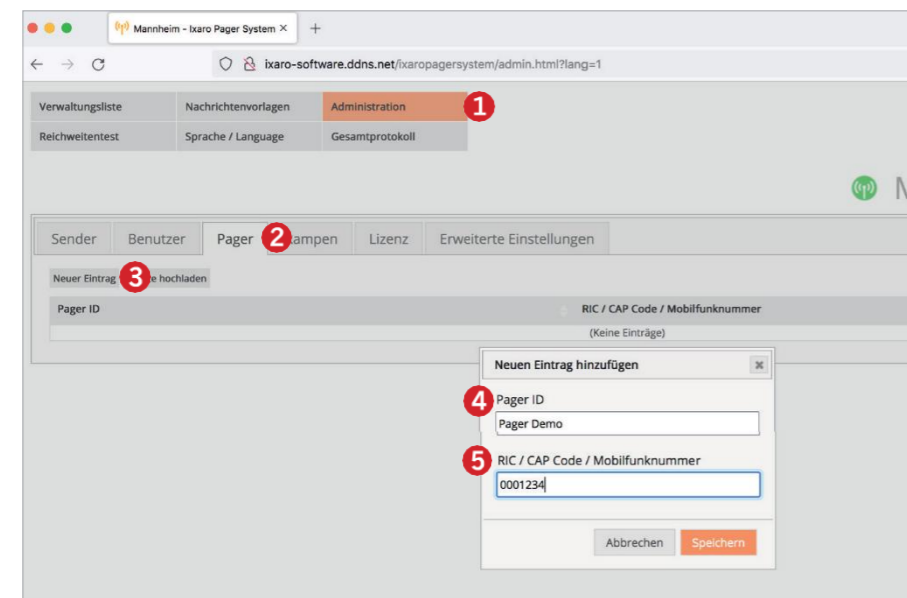 Mannheim - Ixaro Pager System
ixaro-software.ddns.net/ixaropagersystem/admin.html?lang=1
Verwaltungsliste Nachrichtenvorlagen Administration 1
Reichweitentest Sprache / Language Gesamtprotokoll
Sender Benutzer Pager 2 Lizenz Erweiterte Einstellungen
Neuer Eintrag 3 hochladen
Pager ID RIC / CAP Code / Mobilfunknummer
(Keine Einträge)
Neuen Eintrag hinzufügen
4 Pager ID
Pager Demo
5 RIC / CAP Code / Mobilfunknummer
0001234
Abbrechen Speichern